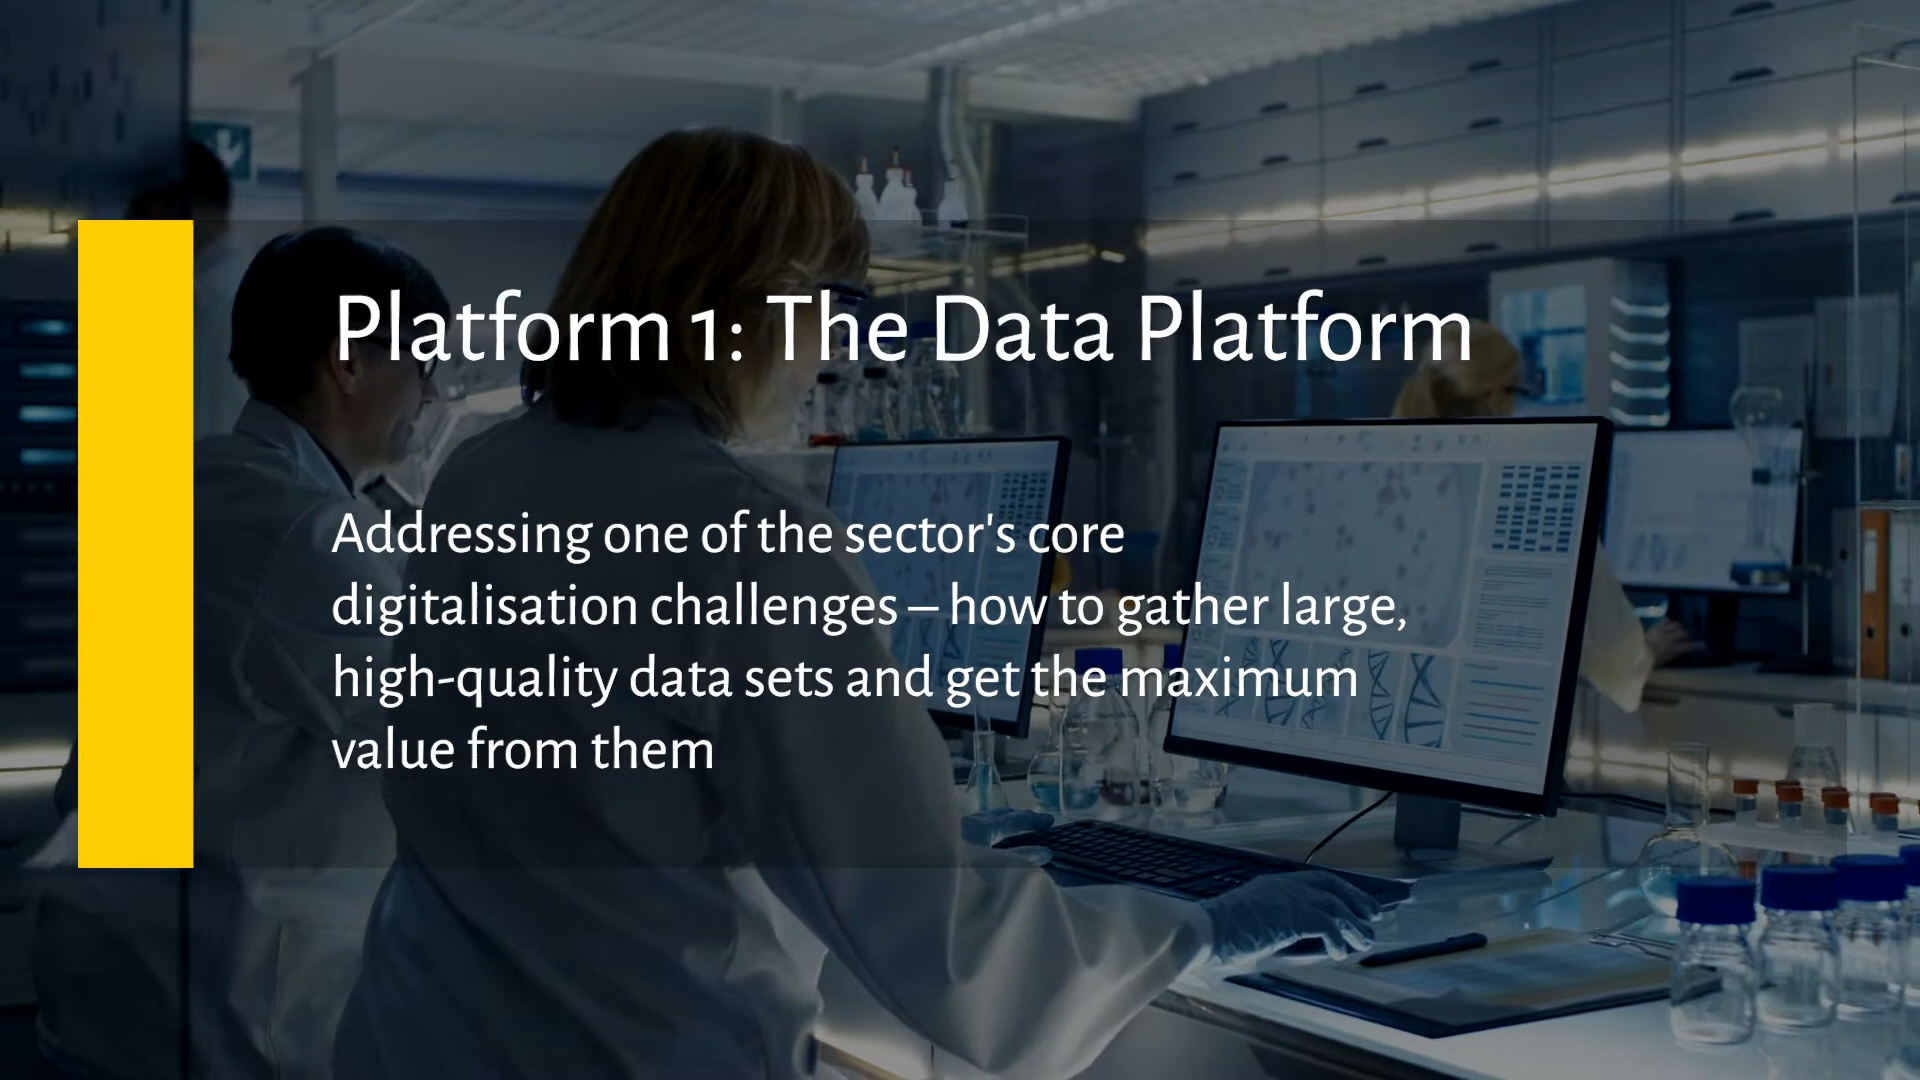 Platform 1: The Data Platform
Addressing one of the sector's core
digitalisation challenges – how to gather large,
high-quality data sets and get the maximum
value from them